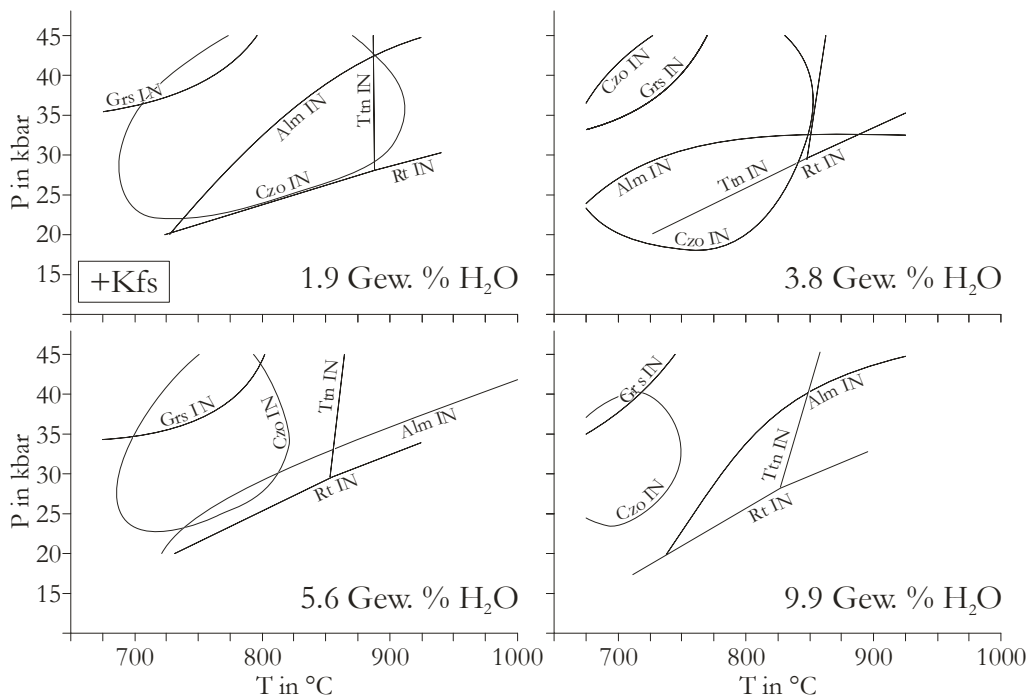 45
40
35
30
25
20
15
P in kbar
Grs IN
Alm IN
Ttn IN
Czo IN
Rt IN
+Kfs
1.9 Gew. % H₂O
Czo IN
Grs IN
Alm IN
Ttn IN
Rt IN
Czo IN
3.8 Gew. % H₂O
45
40
35
30
25
20
15
P in kbar
Grs IN
Czo IN
Ttn IN
Alm IN
Rt IN
5.6 Gew. % H₂O
700
800
900
1000
T in °C
Grs IN
Alm IN
Ttn IN
Czo IN
Rt IN
9.9 Gew. % H₂O
700
800
900
1000
T in °C